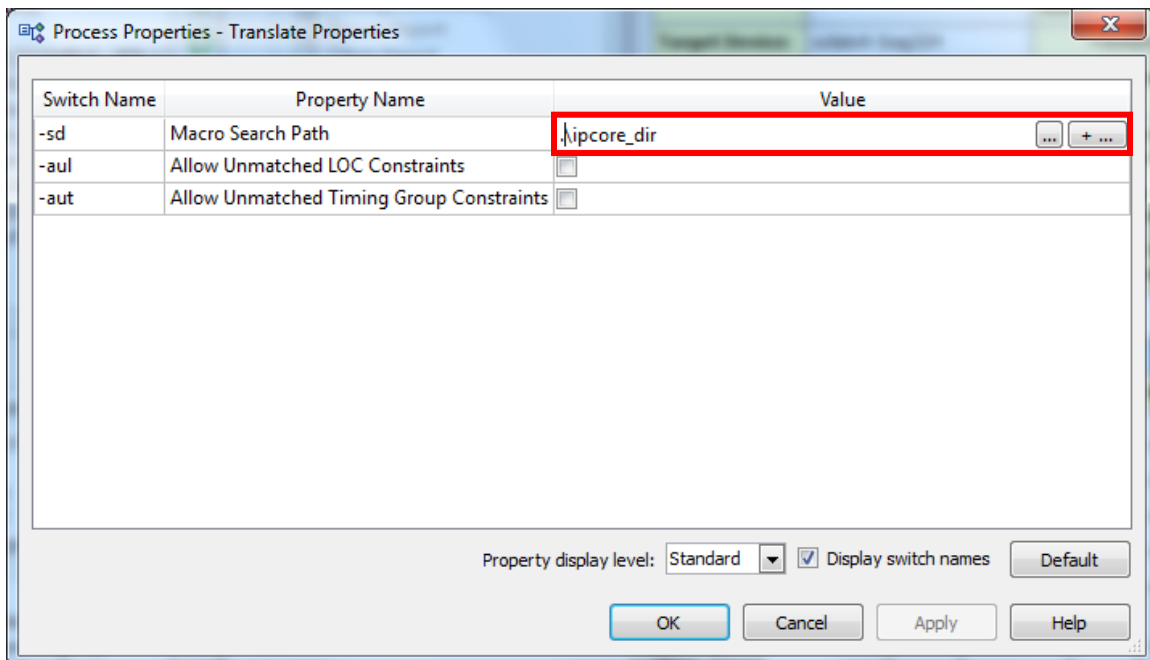 Process Properties - Translate Properties
Switch Name Property Name Value
-sd Macro Search Path .\ipcore_dir ... + ...
-aul Allow Unmatched LOC Constraints
-aut Allow Unmatched Timing Group Constraints
Property display level: Standard Display switch names Default
OK Cancel Apply Help